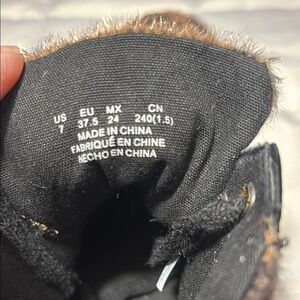 US EU MX CN
7 37.5 24 240(1.5)
MADE IN CHINA
FABRIQUÉ EN CHINE
HECHO EN CHINA